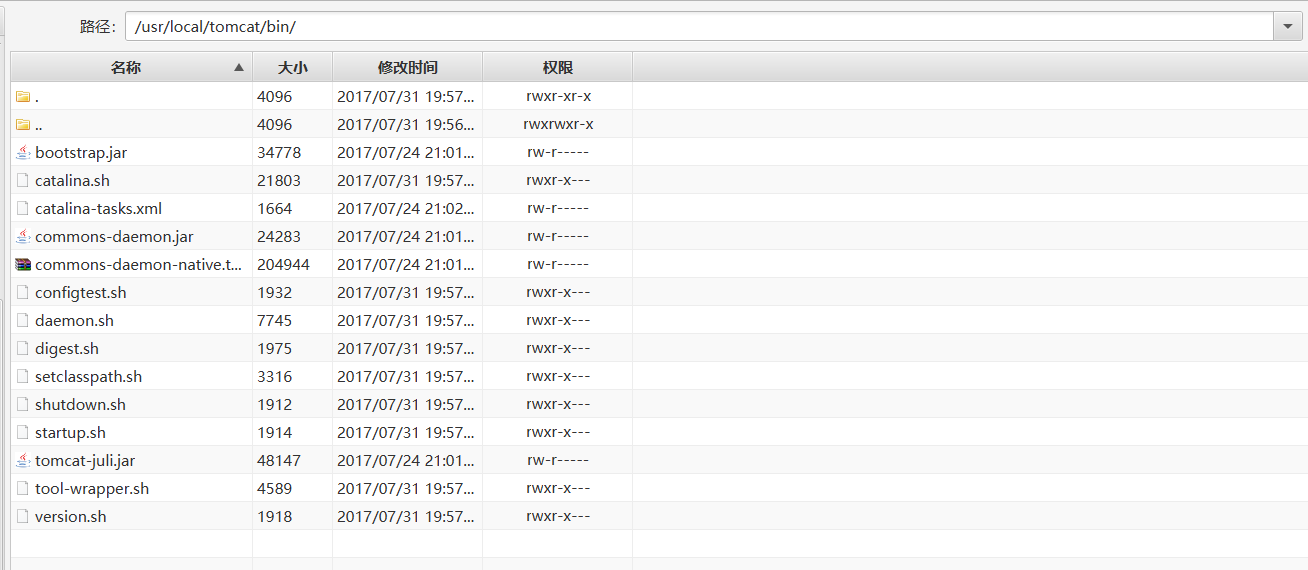 路径: /usr/local/tomcat/bin/
名称 大小 修改时间 权限
. 4096 2017/07/31 19:57... rwxr-xr-x
.. 4096 2017/07/31 19:56... rwxrwxr-x
bootstrap.jar 34778 2017/07/24 21:01... rw-r-----
catalina.sh 21803 2017/07/31 19:57... rwxr-x---
catalina-tasks.xml 1664 2017/07/24 21:02... rw-r-----
commons-daemon.jar 24283 2017/07/24 21:01... rw-r-----
commons-daemon-native.t... 204944 2017/07/24 21:01... rw-r-----
configtest.sh 1932 2017/07/31 19:57... rwxr-x---
daemon.sh 7745 2017/07/31 19:57... rwxr-x---
digest.sh 1975 2017/07/31 19:57... rwxr-x---
setclasspath.sh 3316 2017/07/31 19:57... rwxr-x---
shutdown.sh 1912 2017/07/31 19:57... rwxr-x---
startup.sh 1914 2017/07/31 19:57... rwxr-x---
tomcat-juli.jar 48147 2017/07/24 21:01... rw-r-----
tool-wrapper.sh 4589 2017/07/31 19:57... rwxr-x---
version.sh 1918 2017/07/31 19:57... rwxr-x---